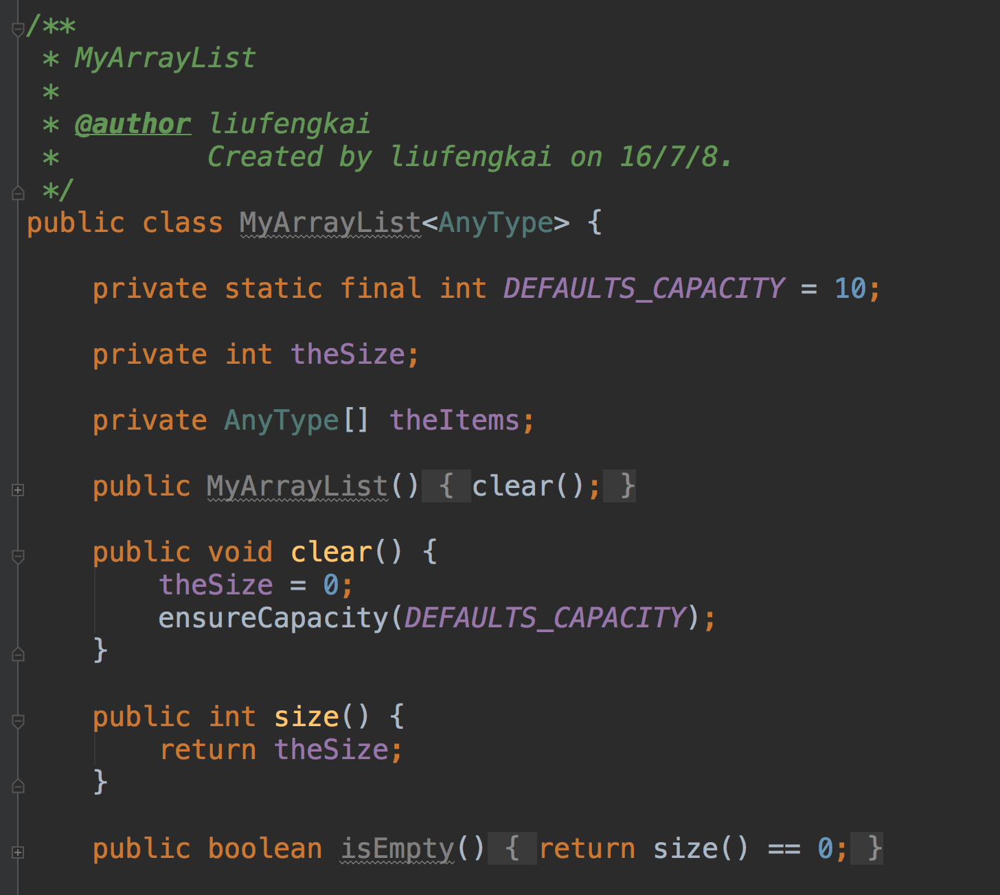 /**
 * MyArrayList
 *
 * @author liufengkai
 *         Created by liufengkai on 16/7/8.
 */
public class MyArrayList<AnyType> {
    private static final int DEFAULTS_CAPACITY = 10;
    private int theSize;
    private AnyType[] theItems;
    public MyArrayList() { clear(); }
    public void clear() {
        theSize = 0;
        ensureCapacity(DEFAULTS_CAPACITY);
    }
    public int size() {
        return theSize;
    }
    public boolean isEmpty() { return size() == 0; }